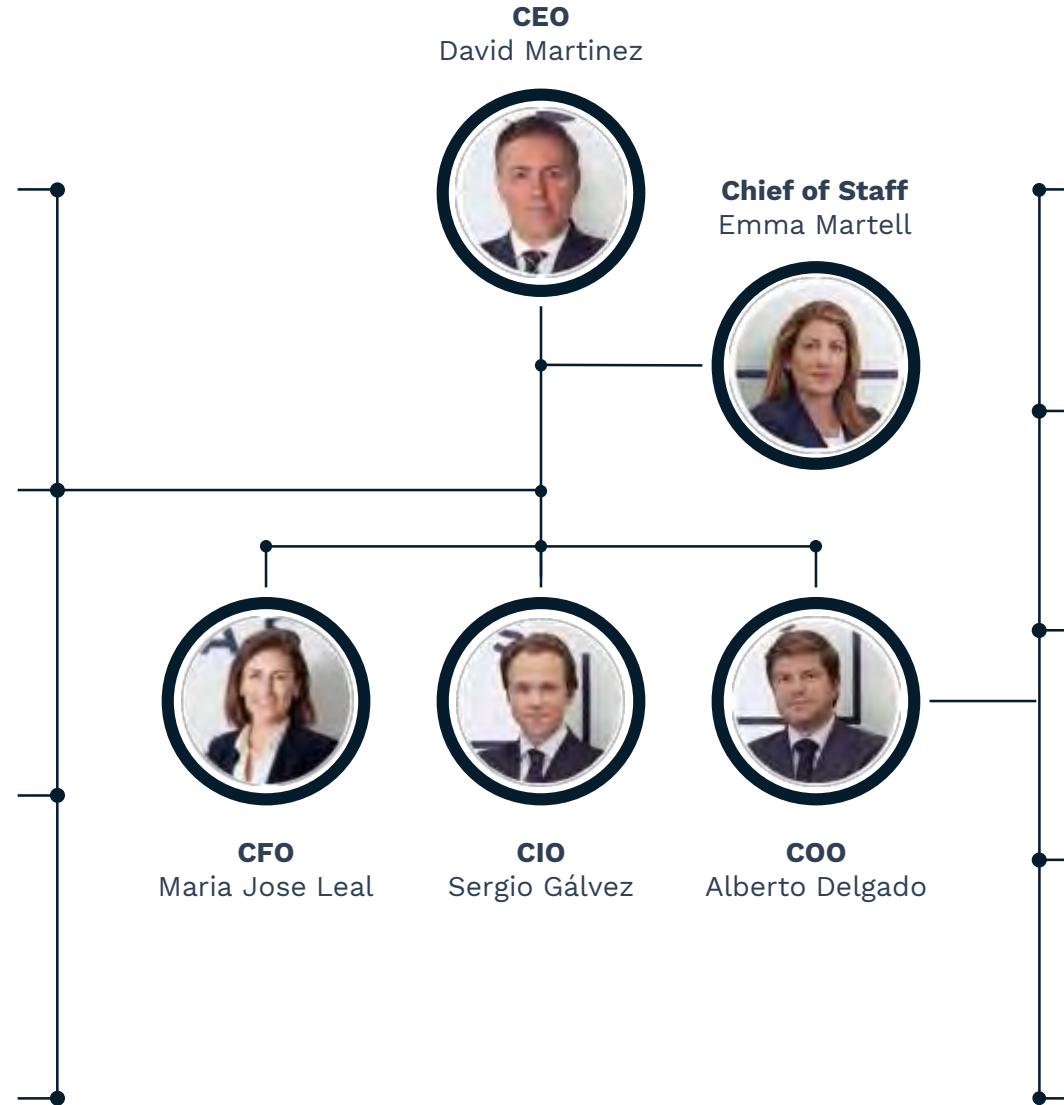 CEO
David Martinez
Chief of Staff
Emma Martell
CFO
Maria Jose Leal
CIO
Sergio Gálvez
COO
Alberto Delgado